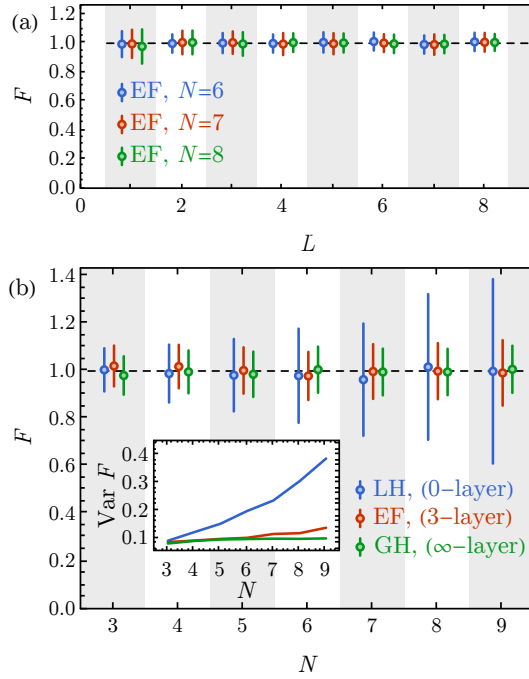 (a)
1.2
1.0
0.8
0.6
0.4
0.2
0.0
F
EF, N=6
EF, N=7
EF, N=8
0 2 4 6 8
L
(b)
1.4
1.2
1.0
0.8
0.6
0.4
0.2
0.0
F
LH, (0-layer)
EF, (3-layer)
GH, (∞-layer)
Var F
0.4
0.3
0.2
0.1
3 4 5 6 7 8 9
N
3 4 5 6 7 8 9
N